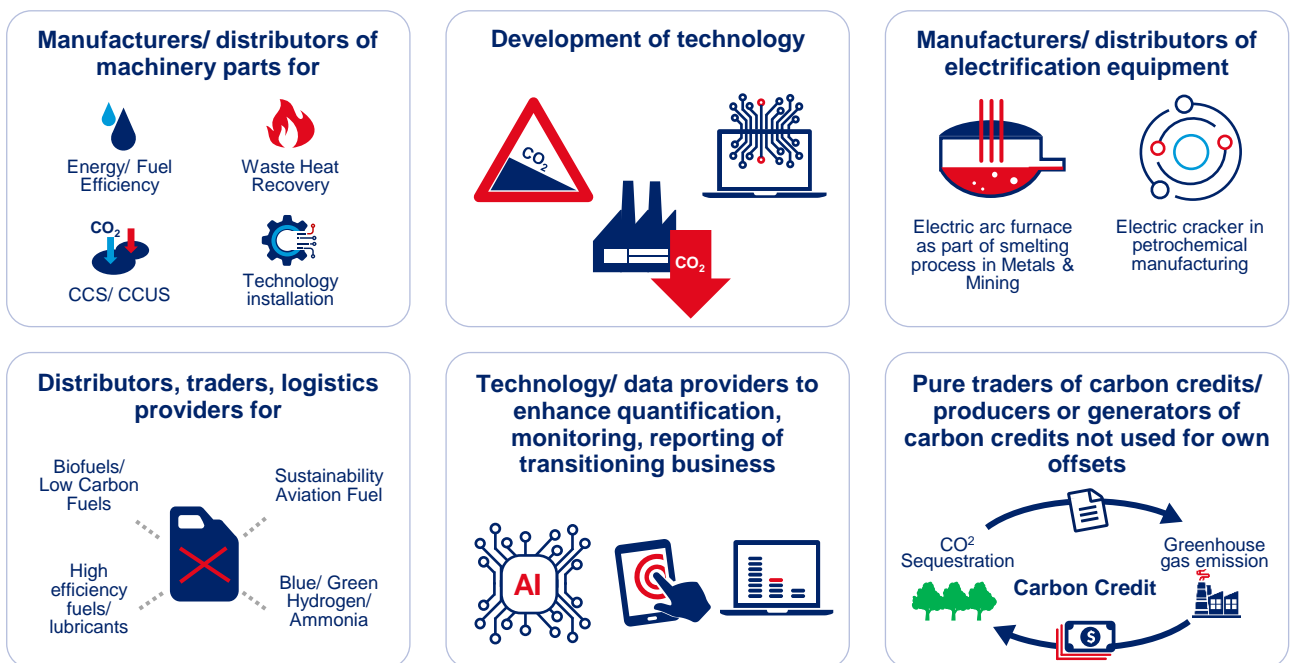 Manufacturers/ distributors of
machinery parts for
Energy/ Fuel
Efficiency
Waste Heat
Recovery
CO₂
CCS/ CCUS
Technology
installation
Development of technology
CO₂
CO₂
Manufacturers/ distributors of
electrification equipment
Electric arc furnace
as part of smelting
process in Metals &
Mining
Electric cracker in
petrochemical
manufacturing
Distributors, traders, logistics
providers for
Biofuels/
Low Carbon
Fuels
Sustainability
Aviation Fuel
High
efficiency
fuels/
lubricants
Blue/ Green
Hydrogen/
Ammonia
Technology/ data providers to
enhance quantification,
monitoring, reporting of
transitioning business
AI
Pure traders of carbon credits/
producers or generators of
carbon credits not used for own
offsets
CO²
Sequestration
Greenhouse
gas emission
Carbon Credit
$